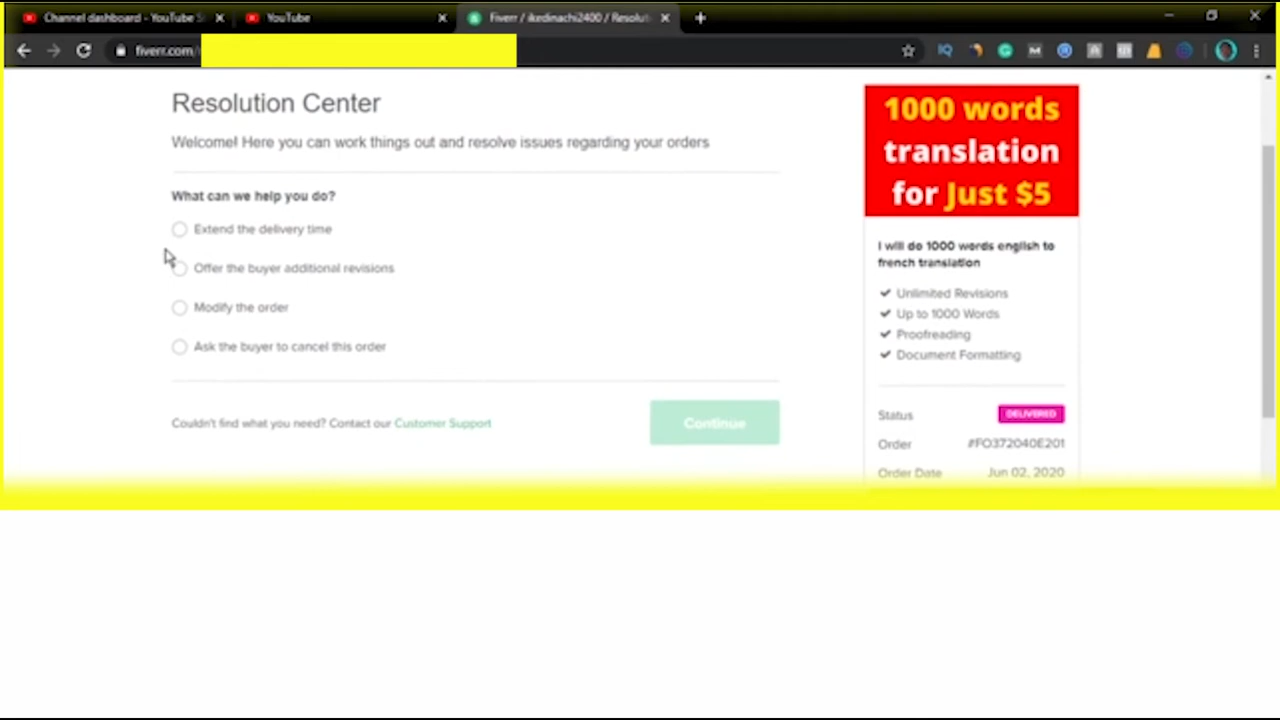 Channel dashboard - YouTube S
YouTube
Fiverr / ikedinachi2400 / Resolut
fiverr.com/
Resolution Center
Welcome! Here you can work things out and resolve issues regarding your orders
What can we help you do?
Extend the delivery time
Offer the buyer additional revisions
Modify the order
Ask the buyer to cancel this order
Couldn't find what you need? Contact our Customer Support
Continue
1000 words
translation
for Just $5
I will do 1000 words english to
french translation
Unlimited Revisions
Up to 1000 Words
Proofreading
Document Formatting
Status DELIVERED
Order #FO372040E201
Order Date Jun 02, 2020